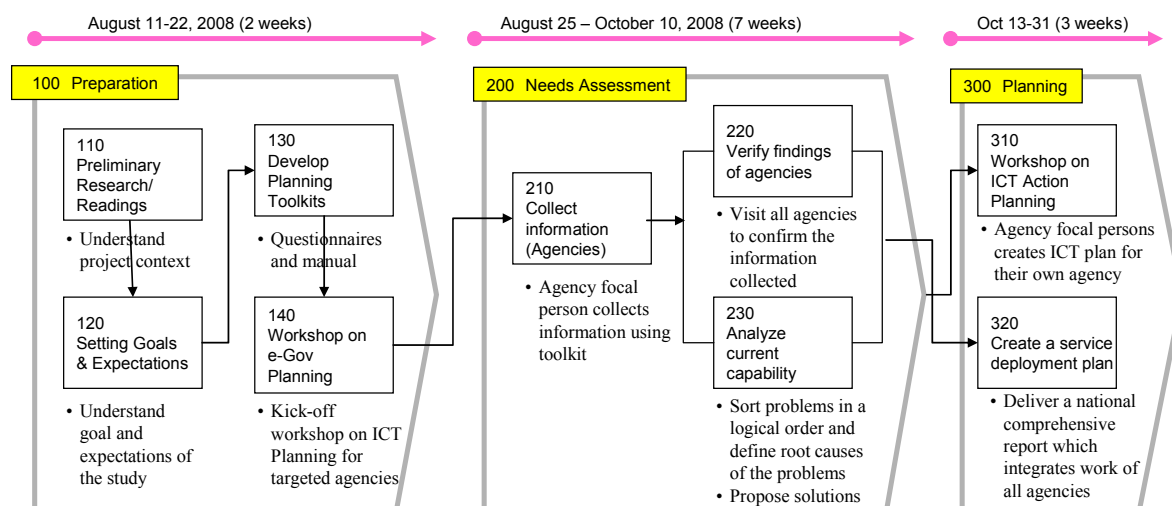 August 11-22, 2008 (2 weeks)
August 25 – October 10, 2008 (7 weeks)
Oct 13-31 (3 weeks)
100 Preparation
110
Preliminary
Research/
Readings
• Understand
project context
120
Setting Goals
& Expectations
• Understand
goal and
expectations of
the study
130
Develop
Planning
Toolkits
• Questionnaires
and manual
140
Workshop on
e-Gov
Planning
• Kick-off
workshop on ICT
Planning for
targeted agencies
200 Needs Assessment
210
Collect
information
(Agencies)
• Agency focal
person collects
information using
toolkit
220
Verify findings
of agencies
• Visit all agencies
to confirm the
information
collected
230
Analyze
current
capability
• Sort problems in a
logical order and
define root causes
of the problems
• Propose solutions
300 Planning
310
Workshop on
ICT Action
Planning
• Agency focal persons
creates ICT plan for
their own agency
320
Create a service
deployment plan
• Deliver a national
comprehensive
report which
integrates work of
all agencies